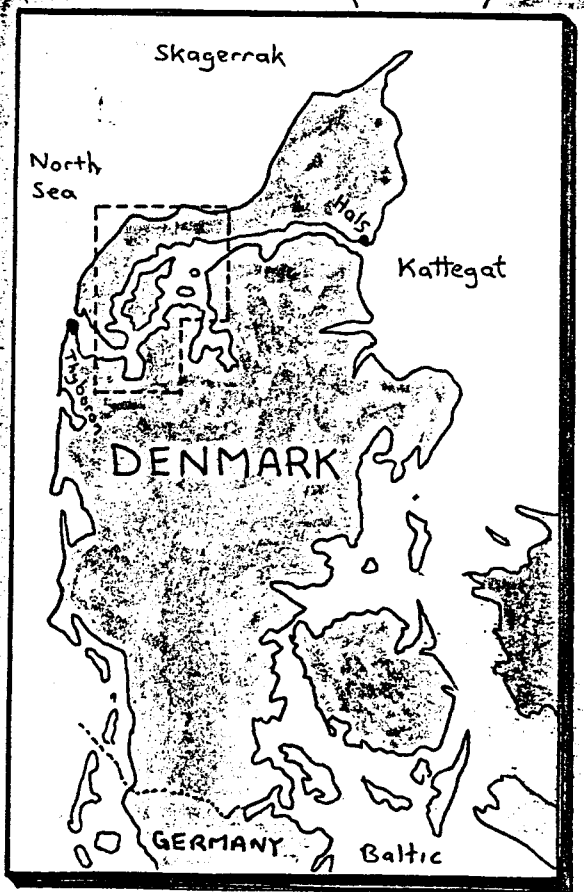 Skagerrak
North
Sea
Hals
Kattegat
Thyborøn
DENMARK
GERMANY
Baltic